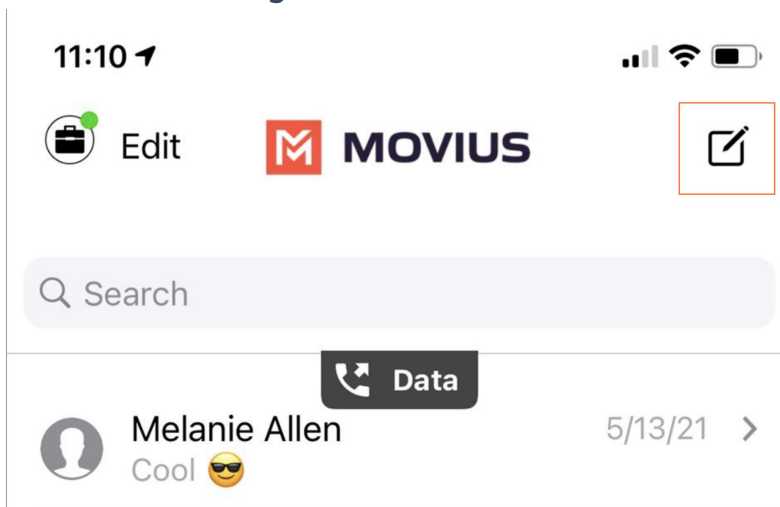 11:10
Edit MOVIUS
Search
Data
Melanie Allen 5/13/21
Cool 😎